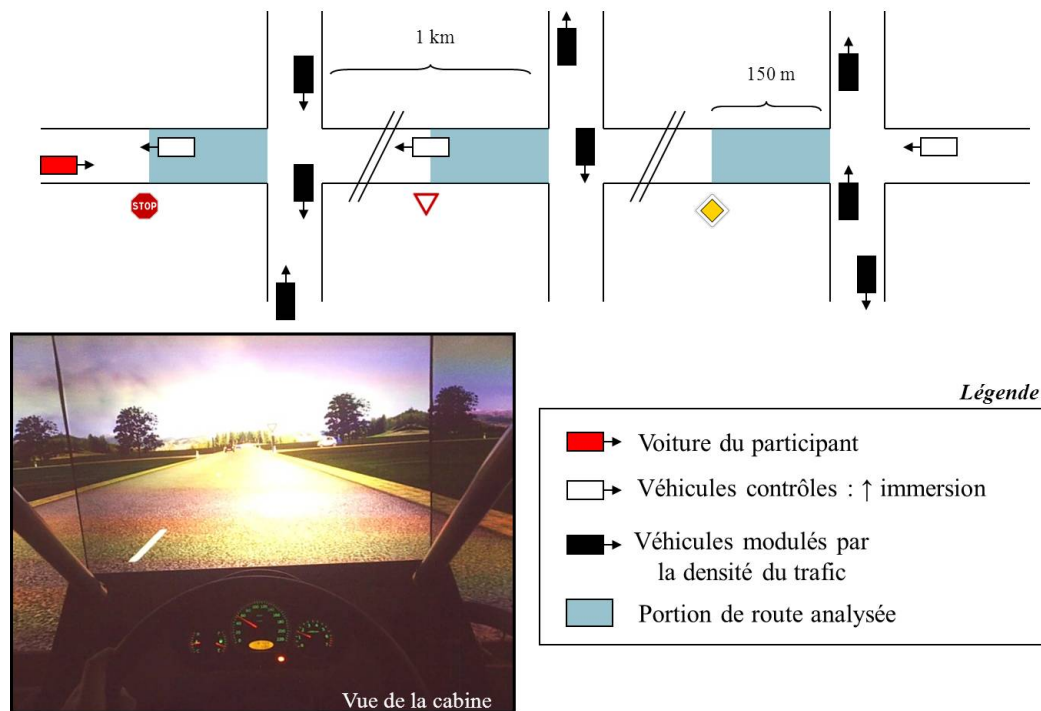 1 km
150 m
STOP
Légende
Voiture du participant
Véhicules contrôles : ↑ immersion
Véhicules modulés par
la densité du trafic
Portion de route analysée
Vue de la cabine